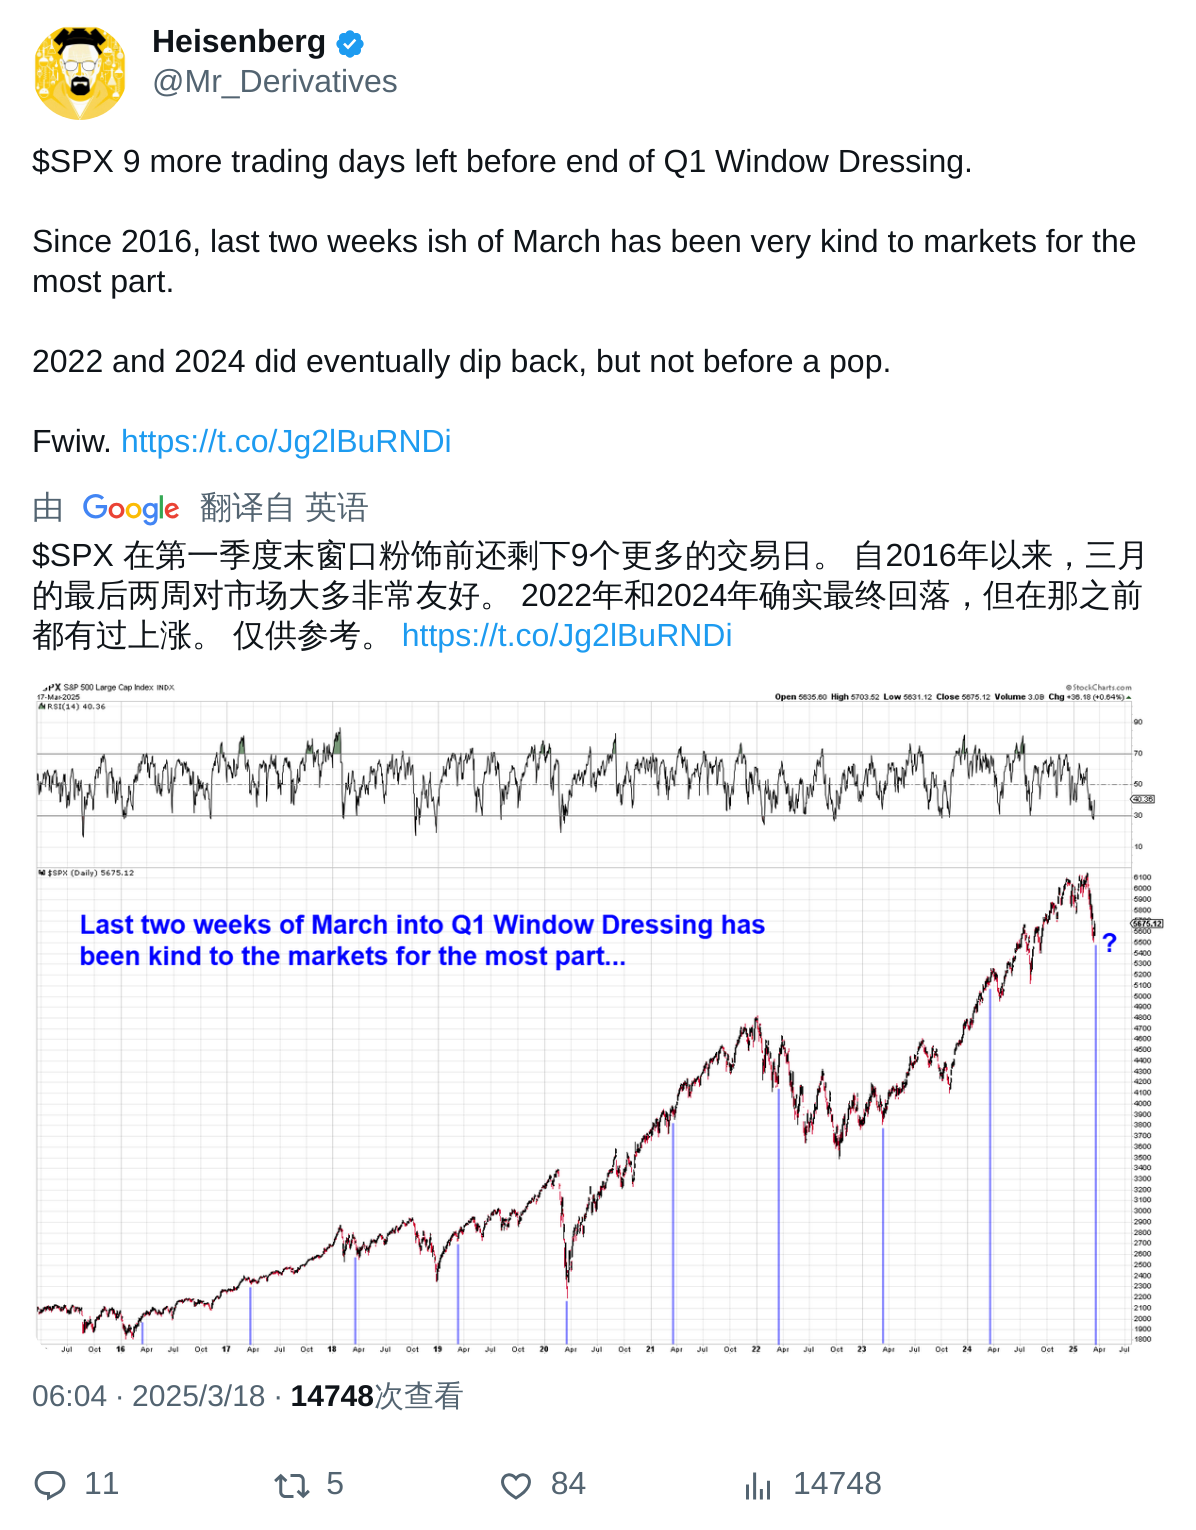 Heisenberg
@Mr_Derivatives
$SPX 9 more trading days left before end of Q1 Window Dressing.
Since 2016, last two weeks ish of March has been very kind to markets for the
most part.
2022 and 2024 did eventually dip back, but not before a pop.
Fwiw. https://t.co/Jg2lBuRNDi
由 Google 翻译自 英语
$SPX 在第一季度末窗口粉饰前还剩下9个更多的交易日。 自2016年以来，三月
的最后两周对市场大多非常友好。 2022年和2024年确实最终回落，但在那之前
都有过上涨。 仅供参考。 https://t.co/Jg2lBuRNDi
S&P 500 Large Cap Index INDX
© StockCharts.com
17-Mar-2025
Open 5635.60 High 5703.52 Low 5631.12 Close 5675.12 Volume 3.0B Chg +36.18 (+0.64%)
RSI(14) 40.36
90
70
50
40.36
30
10
$SPX (Daily) 5675.12
Last two weeks of March into Q1 Window Dressing has
been kind to the markets for the most part...
?
6100
6000
5900
5800
5675.12
5600
5500
5400
5300
5200
5100
5000
4900
4800
4700
4600
4500
4400
4300
4200
4100
4000
3900
3800
3700
3600
3500
3400
3300
3200
3100
3000
2900
2800
2700
2600
2500
2400
2300
2200
2100
2000
1900
1800
Jul Oct 16 Apr Jul Oct 17 Apr Jul Oct 18 Apr Jul Oct 19 Apr Jul Oct 20 Apr Jul Oct 21 Apr Jul Oct 22 Apr Jul Oct 23 Apr Jul Oct 24 Apr Jul Oct 25 Apr Jul
06:04 · 2025/3/18 · 14748次查看
11 5 84 14748